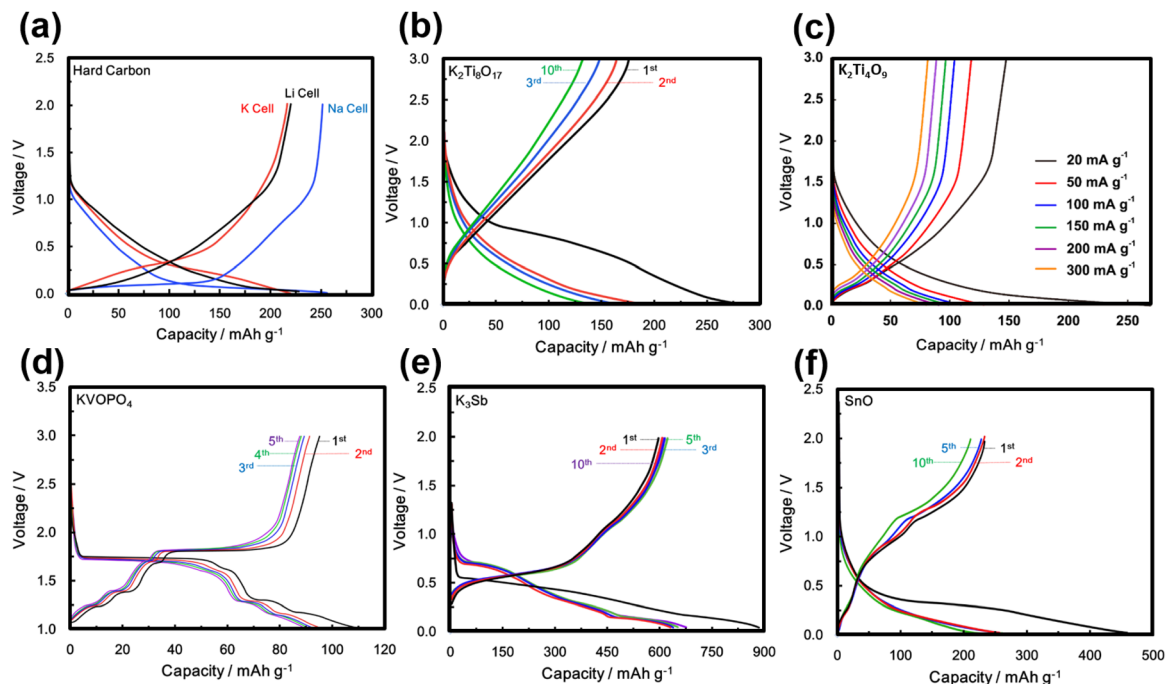 (a)
2.5
2.0
1.5
1.0
0.5
0.0
Voltage / V
Hard Carbon
K Cell
Li Cell
Na Cell
0 50 100 150 200 250 300
Capacity / mAh g⁻¹
(b)
3.0
2.5
2.0
1.5
1.0
0.5
0.0
Voltage / V
K₂Ti₈O₁₇
10ᵗʰ
1ˢᵗ
3ʳᵈ
2ⁿᵈ
0 50 100 150 200 250 300
Capacity / mAh g⁻¹
(c)
3.0
2.5
2.0
1.5
1.0
0.5
0.0
Voltage / V
K₂Ti₄O₉
20 mA g⁻¹
50 mA g⁻¹
100 mA g⁻¹
150 mA g⁻¹
200 mA g⁻¹
300 mA g⁻¹
0 50 100 150 200 250
Capacity / mAh g⁻¹
(d)
3.5
3.0
2.5
2.0
1.5
1.0
Voltage / V
KVOPO₄
5ᵗʰ
1ˢᵗ
4ᵗʰ
2ⁿᵈ
3ʳᵈ
0 20 40 60 80 100 120
Capacity / mAh g⁻¹
(e)
2.5
2.0
1.5
1.0
0.5
0.0
Voltage / V
K₃Sb
1ˢᵗ
5ᵗʰ
2ⁿᵈ
3ʳᵈ
10ᵗʰ
0 150 300 450 600 750 900
Capacity / mAh g⁻¹
(f)
2.5
2.0
1.5
1.0
0.5
0.0
Voltage / V
SnO
5ᵗʰ
1ˢᵗ
10ᵗʰ
2ⁿᵈ
0 100 200 300 400 500
Capacity / mAh g⁻¹